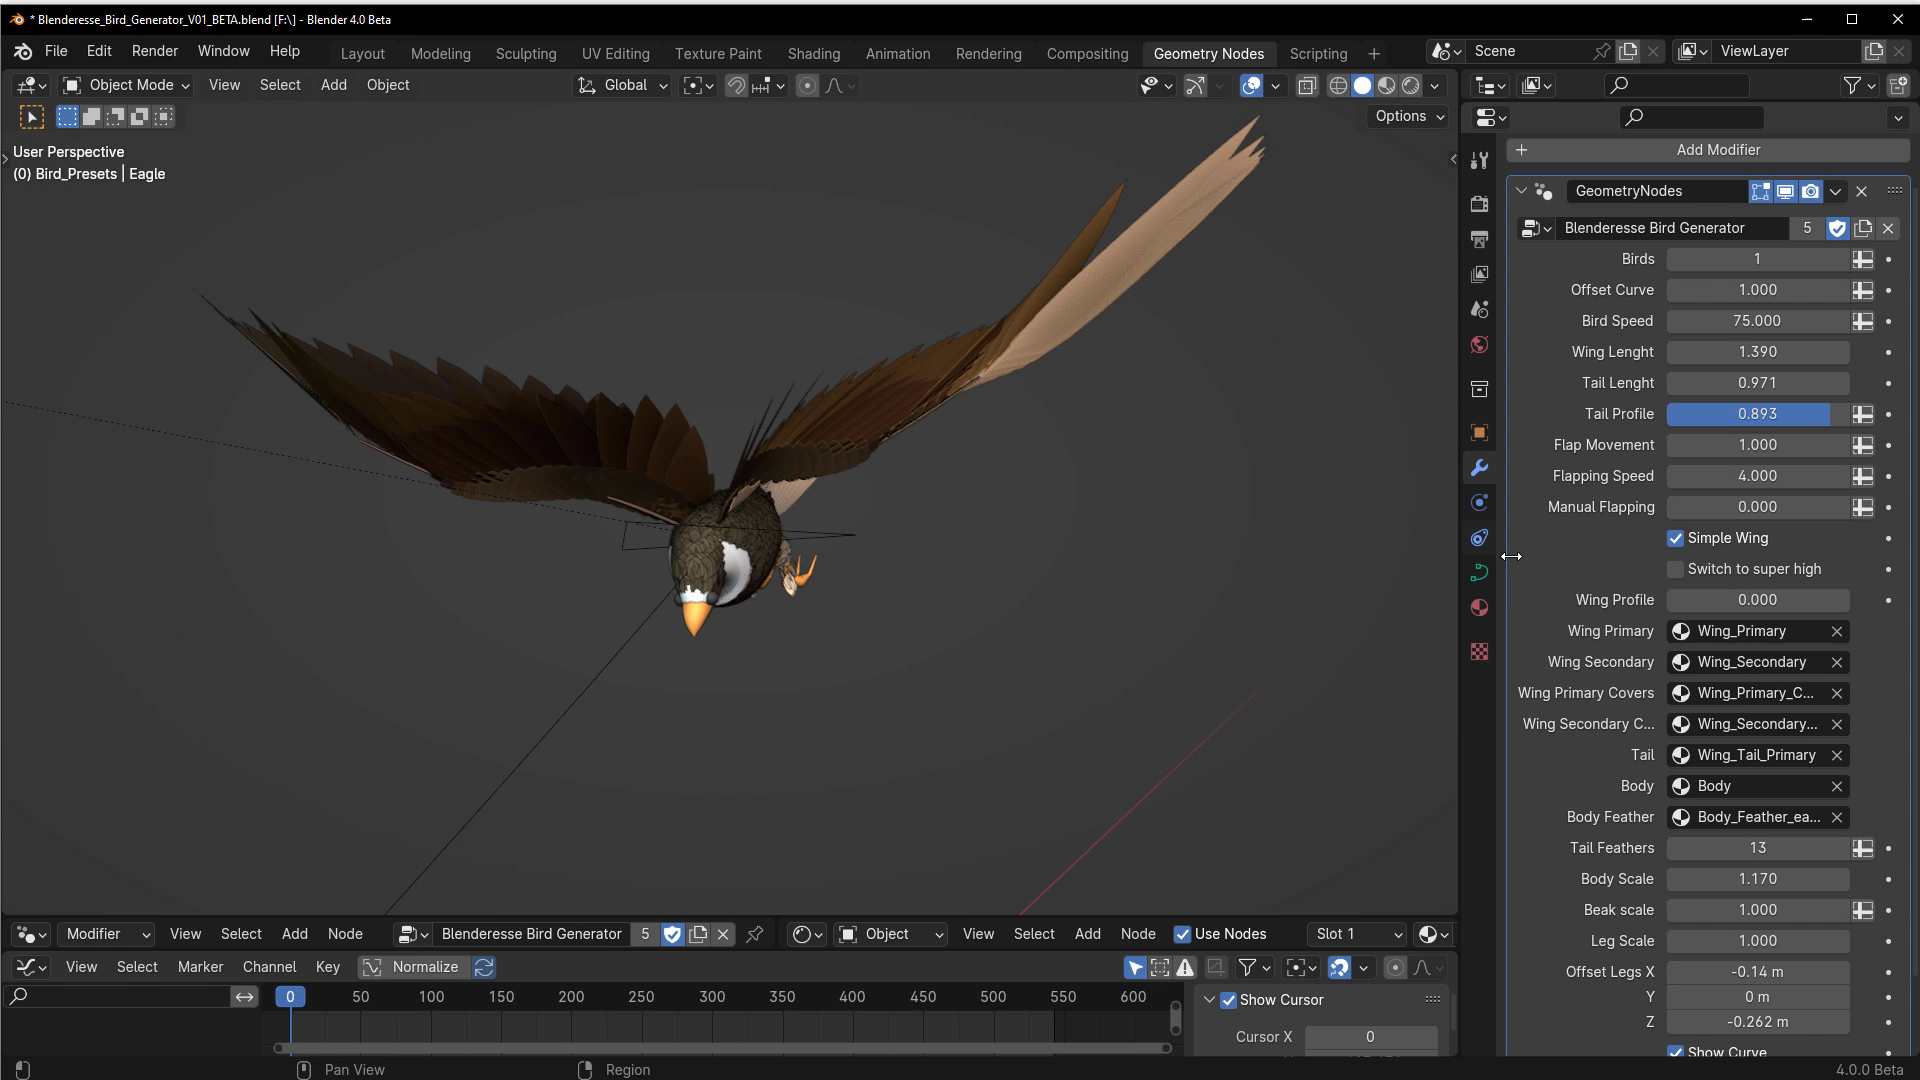 * Blenderesse_Bird_Generator_V01_BETA.blend [F:\] - Blender 4.0 Beta
File Edit Render Window Help Layout Modeling Sculpting UV Editing Texture Paint Shading Animation Rendering Compositing Geometry Nodes Scripting + Scene ViewLayer
Object Mode View Select Add Object Global
Options
User Perspective
(0) Bird_Presets | Eagle
Add Modifier
GeometryNodes
Blenderesse Bird Generator 5
Birds 1
Offset Curve 1.000
Bird Speed 75.000
Wing Lenght 1.390
Tail Lenght 0.971
Tail Profile 0.893
Flap Movement 1.000
Flapping Speed 4.000
Manual Flapping 0.000
Simple Wing
Switch to super high
Wing Profile 0.000
Wing Primary Wing_Primary
Wing Secondary Wing_Secondary
Wing Primary Covers Wing_Primary_C...
Wing Secondary C... Wing_Secondary...
Tail Wing_Tail_Primary
Body Body
Body Feather Body_Feather_ea...
Tail Feathers 13
Body Scale 1.170
Beak scale 1.000
Leg Scale 1.000
Offset Legs X -0.14 m
Y 0 m
Z -0.262 m
Show Curve
Modifier View Select Add Node Blenderesse Bird Generator 5 Object View Select Add Node Use Nodes Slot 1
View Select Marker Channel Key Normalize
0 50 100 150 200 250 300 350 400 450 500 550 600
Show Cursor
Cursor X 0
Pan View Region 4.0.0 Beta